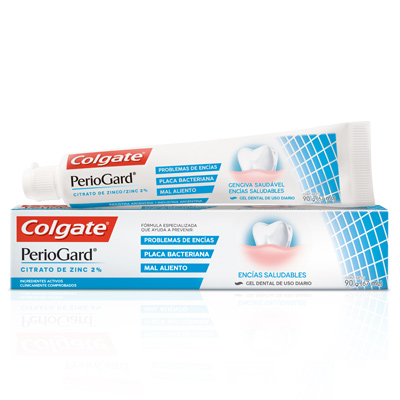 Colgate®
PerioGard®
CITRATO DE ZINCO/ZINC 2%
PROBLEMAS DE ENCÍAS
PLACA BACTERIANA
MAL ALIENTO
GENGIVA SAUDÁVEL
ENCÍAS SALUDABLES
GEL DENTAL DE USO DIARIO
90 g
Colgate®
PerioGard®
CITRATO DE ZINC 2%
INGREDIENTES ACTIVOS
CLÍNICAMENTE COMPROBADOS
FÓRMULA ESPECIALIZADA
QUE AYUDA A PREVENIR
PROBLEMAS DE ENCÍAS
PLACA BACTERIANA
MAL ALIENTO
ENCÍAS SALUDABLES
GEL DENTAL DE USO DIARIO
90 g